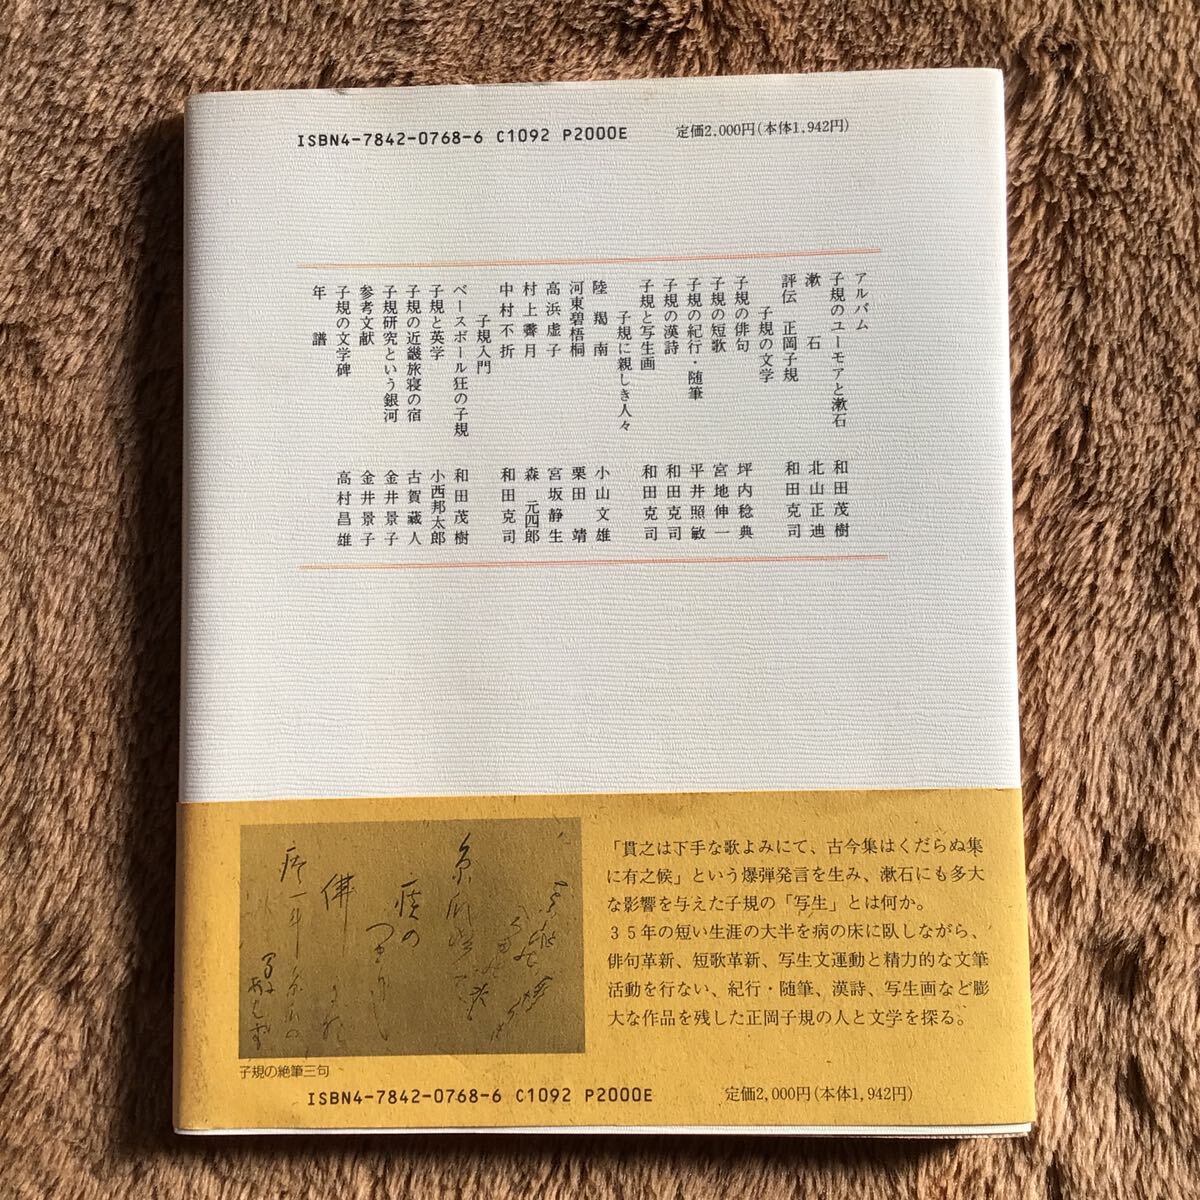 ISBN4-7842-0768-6 C1092 P2000E 定価2,000円(本体1,942円)
アルバム
子規のユーモアと漱石 和田茂樹
漱石 北山正迪
評伝 正岡子規 和田克司
子規の文学
子規の俳句 坪内稔典
子規の短歌 宮地伸一
子規の紀行・随筆 平井照敏
子規の漢詩 和田克司
子規と写生画 和田克司
子規に親しき人々
陸羯南 小山文雄
河東碧梧桐 栗田靖
高浜虚子 宮坂静生
村上霽月 森元四郎
中村不折 和田克司
子規入門
ベースボール狂の子規 和田茂樹
子規と英学 小西邦太郎
子規の近畿旅寝の宿 古賀蔵人
子規研究という銀河 金井景子
参考文献 金井景子
子規の文学碑 高村昌雄
年譜
痰の
つまりし
佛
痰一斗
「貫之は下手な歌よみにて、古今集はくだらぬ集
に有之候」という爆弾発言を生み、漱石にも多大
な影響を与えた子規の「写生」とは何か。
35年の短い生涯の大半を病の床に臥しながら、
俳句革新、短歌革新、写生文運動と精力的な文筆
活動を行ない、紀行・随筆、漢詩、写生画など膨
大な作品を残した正岡子規の人と文学を探る。
子規の絶筆三句
ISBN4-7842-0768-6 C1092 P2000E 定価2,000円(本体1,942円)